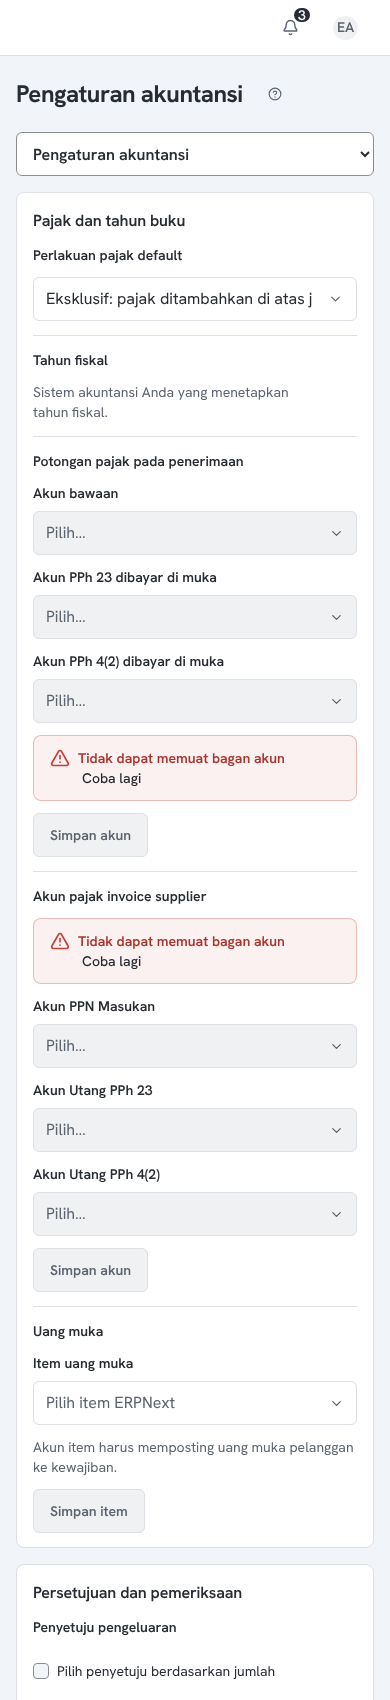 3
EA
Pengaturan akuntansi
Pengaturan akuntansi
Pajak dan tahun buku
Perlakuan pajak default
Eksklusif: pajak ditambahkan di atas j
Tahun fiskal
Sistem akuntansi Anda yang menetapkan
tahun fiskal.
Potongan pajak pada penerimaan
Akun bawaan
Pilih...
Akun PPh 23 dibayar di muka
Pilih...
Akun PPh 4(2) dibayar di muka
Pilih...
Tidak dapat memuat bagan akun
Coba lagi
Simpan akun
Akun pajak invoice supplier
Tidak dapat memuat bagan akun
Coba lagi
Akun PPN Masukan
Pilih...
Akun Utang PPh 23
Pilih...
Akun Utang PPh 4(2)
Pilih...
Simpan akun
Uang muka
Item uang muka
Pilih item ERPNext
Akun item harus memposting uang muka pelanggan
ke kewajiban.
Simpan item
Persetujuan dan pemeriksaan
Penyetuju pengeluaran
Pilih penyetuju berdasarkan jumlah